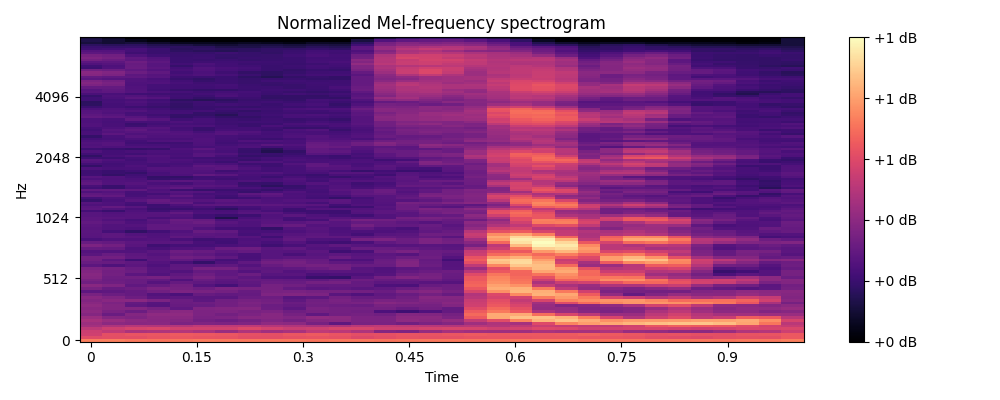 Normalized Mel-frequency spectrogram
Hz
4096
2048
1024
512
0
0 0.15 0.3 0.45 0.6 0.75 0.9
Time
+1 dB
+1 dB
+1 dB
+0 dB
+0 dB
+0 dB